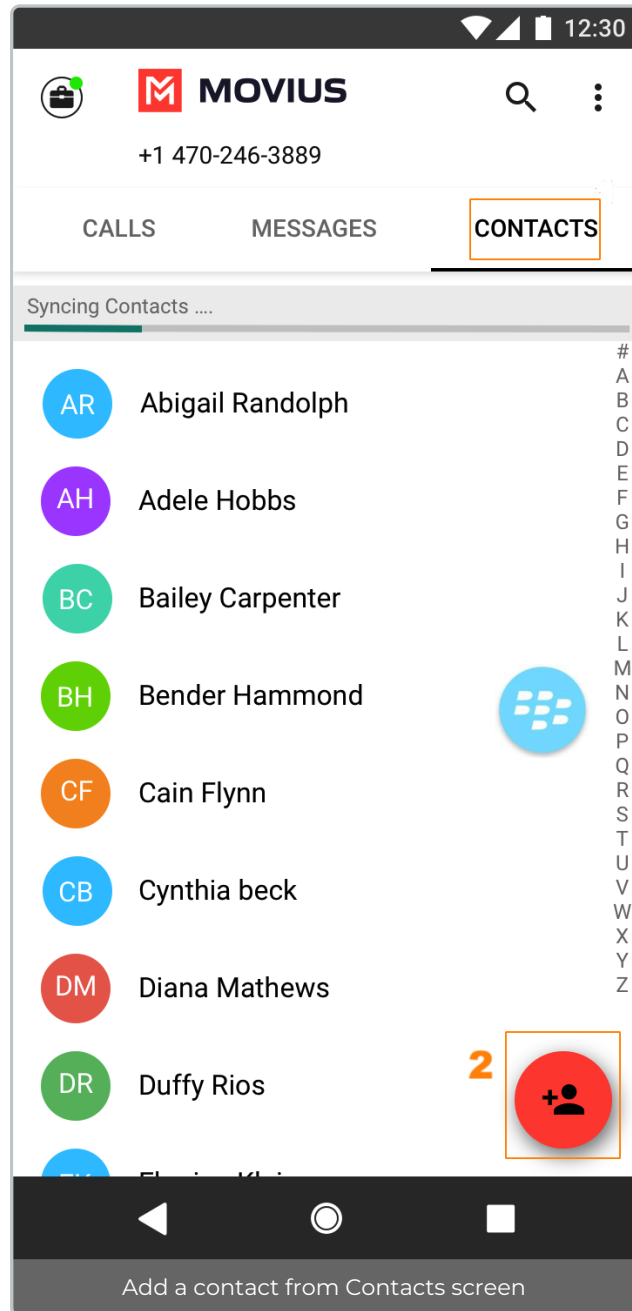 12:30
MOVIUS
+1 470-246-3889
CALLS MESSAGES CONTACTS
Syncing Contacts ....
#
A
AR Abigail Randolph
B
C
D
E
AH Adele Hobbs
F
G
H
I
BC Bailey Carpenter
J
K
L
M
BH Bender Hammond
N
O
P
Q
CF Cain Flynn
R
S
T
U
CB Cynthia beck
V
W
X
Y
DM Diana Mathews
Z
2
DR Duffy Rios
Add a contact from Contacts screen